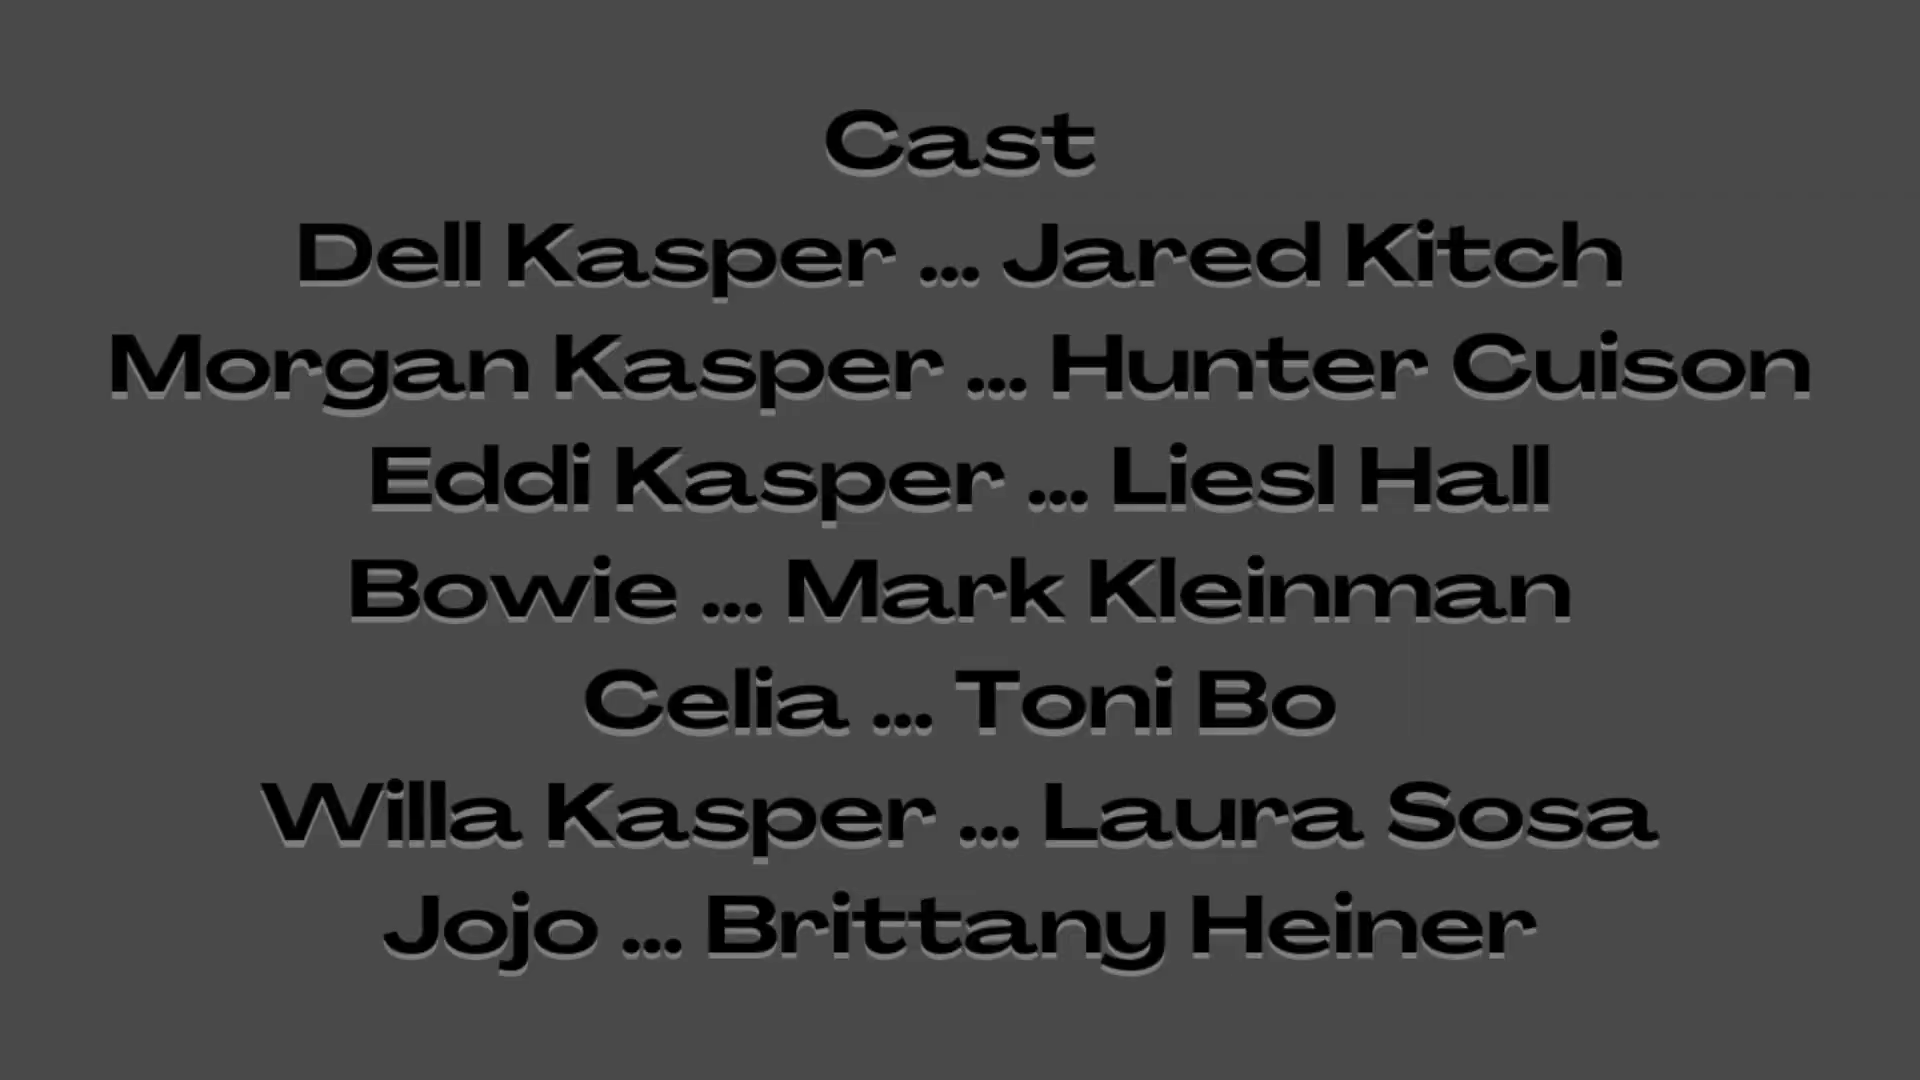 Cast
Dell Kasper ... Jared Kitch
Morgan Kasper ... Hunter Cuison
Eddi Kasper ... Liesl Hall
Bowie ... Mark Kleinman
Celia ... Toni Bo
Willa Kasper ... Laura Sosa
Jojo ... Brittany Heiner